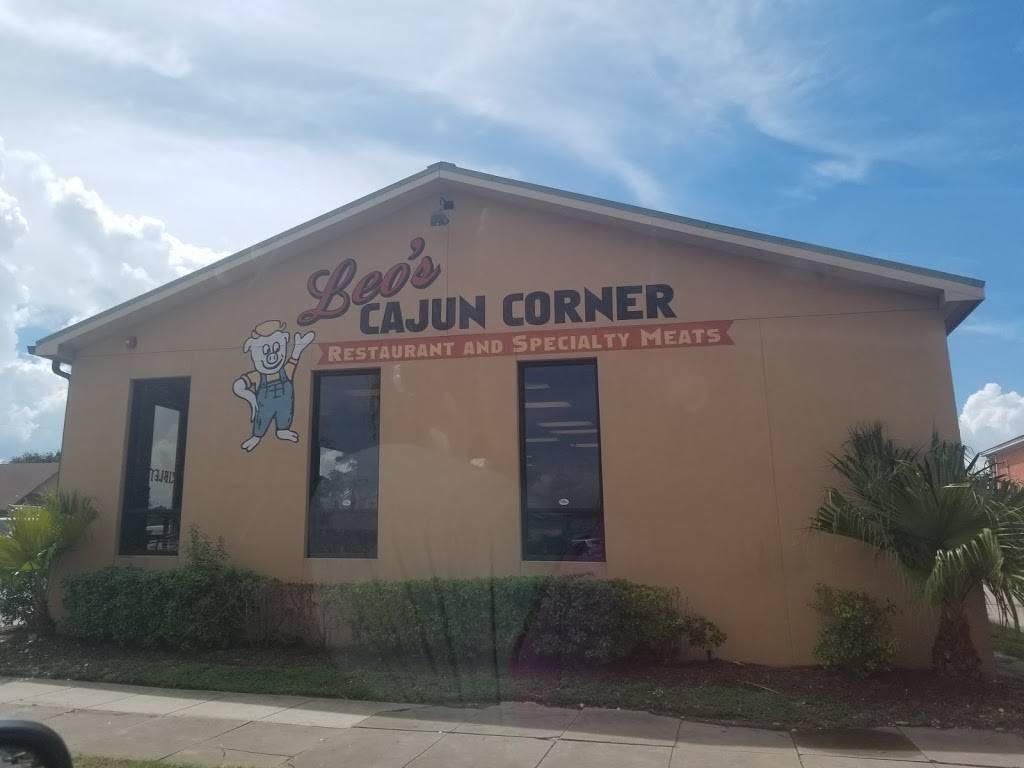 Leo's
CAJUN CORNER
RESTAURANT AND SPECIALTY MEATS